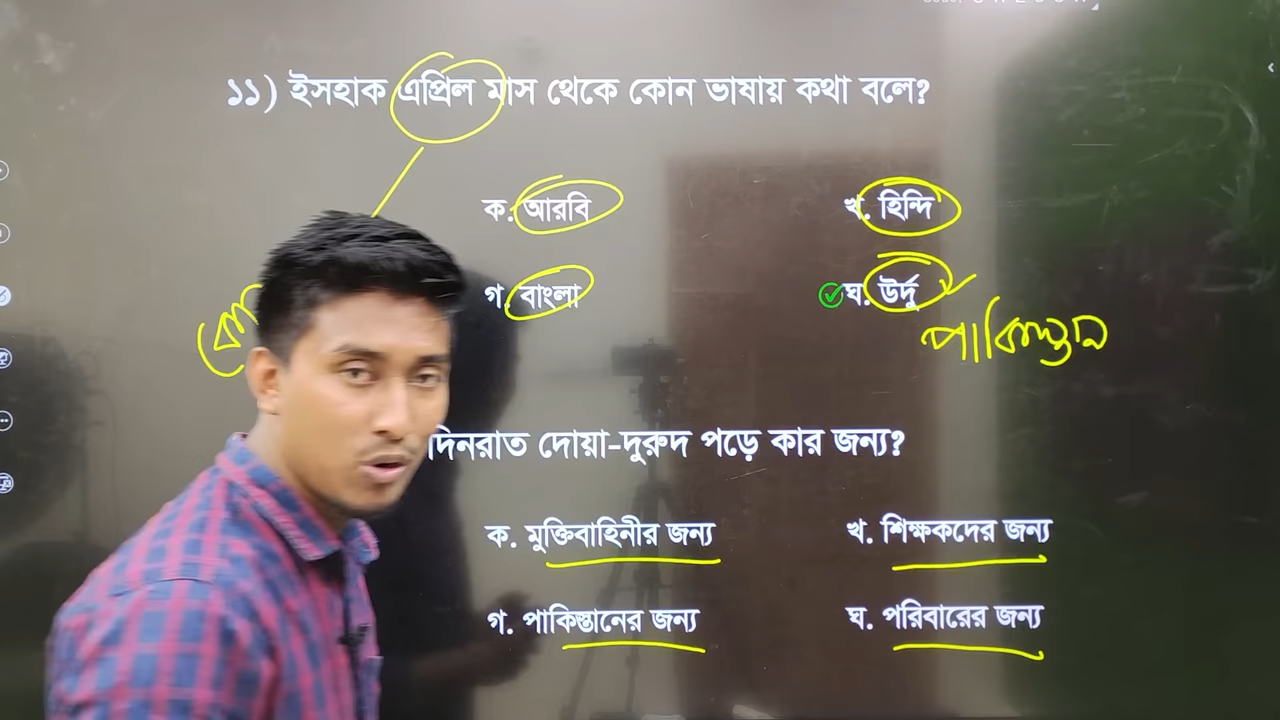 ১১) ইসহাক এপ্রিল মাস থেকে কোন ভাষায় কথা বলে?
ক. আরবি
খ. হিন্দি
গ. বাংলা
ঘ. উর্দু
পাকিস্তান
দিনরাত দোয়া-দুরুদ পড়ে কার জন্য?
ক. মুক্তিবাহিনীর জন্য
খ. শিক্ষকদের জন্য
গ. পাকিস্তানের জন্য
ঘ. পরিবারের জন্য